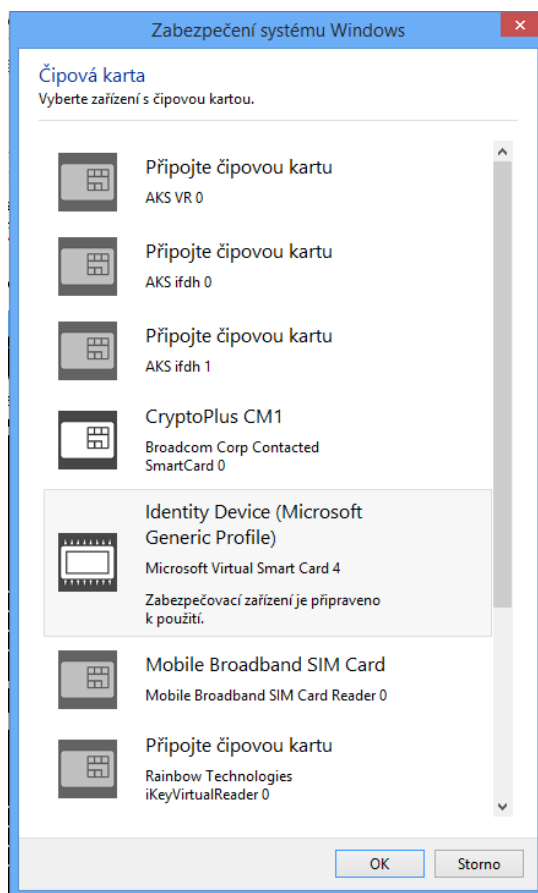 Zabezpečení systému Windows
Čipová karta
Vyberte zařízení s čipovou kartou.
Připojte čipovou kartu
AKS VR 0
Připojte čipovou kartu
AKS ifdh 0
Připojte čipovou kartu
AKS ifdh 1
CryptoPlus CM1
Broadcom Corp Contacted
SmartCard 0
Identity Device (Microsoft
Generic Profile)
Microsoft Virtual Smart Card 4
Zabezpečovací zařízení je připraveno
k použití.
Mobile Broadband SIM Card
Mobile Broadband SIM Card Reader 0
Připojte čipovou kartu
Rainbow Technologies
iKeyVirtualReader 0
OK
Storno